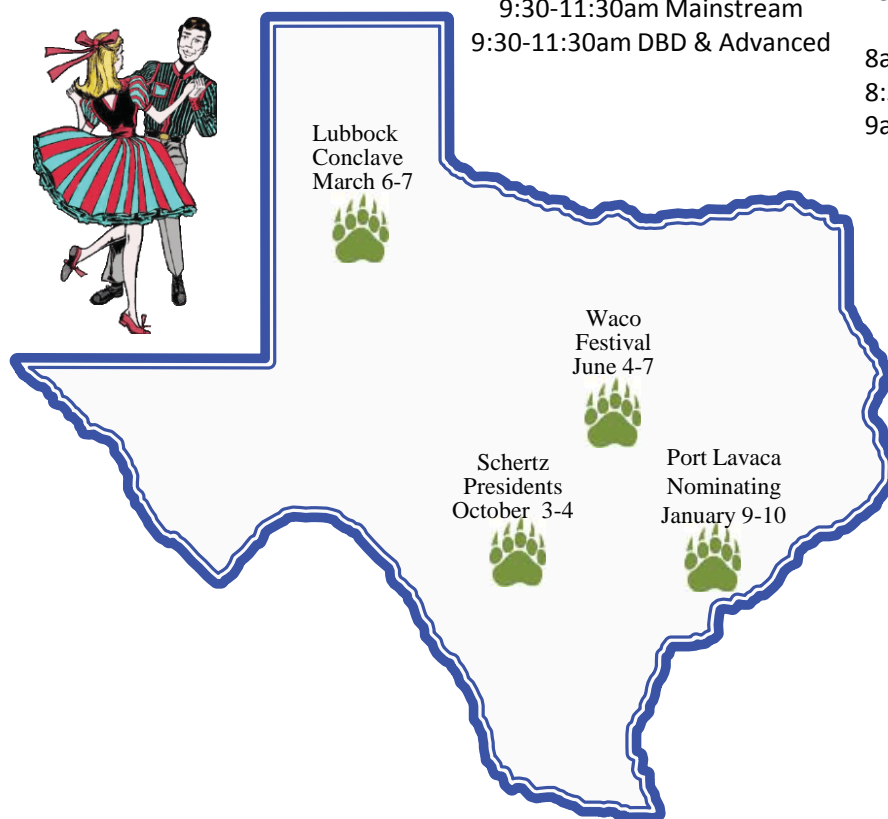 9:30-11:30am Mainstream
9:30-11:30am DBD & Advanced
Lubbock
Conclave
March 6-7
Waco
Festival
June 4-7
Schertz
Presidents
October 3-4
Port Lavaca
Nominating
January 9-10